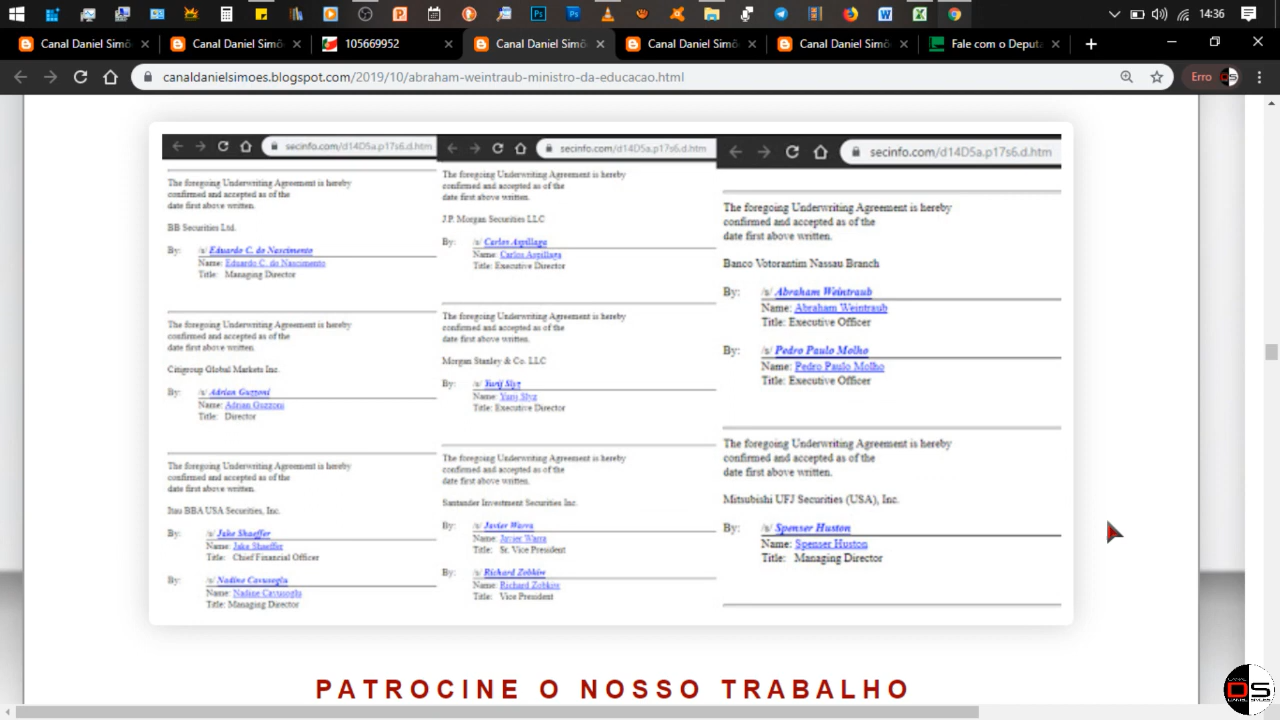 14:36
Canal Daniel Simõ
Canal Daniel Simõ
105669952
Canal Daniel Simõ
Canal Daniel Simõ
Canal Daniel Simõ
Fale com o Deputa
canaldanielsimoes.blogspot.com/2019/10/abraham-weintraub-ministro-da-educacao.html
Erro
secinfo.com/d14D5a.p17s6.d.htm
The foregoing Underwriting Agreement is hereby
confirmed and accepted as of the
date first above written.
BB Securities Ltd.
By: /s/ Eduardo C. do Nascimento
Name: Eduardo C. do Nascimento
Title: Managing Director
The foregoing Underwriting Agreement is hereby
confirmed and accepted as of the
date first above written.
Citigroup Global Markets Inc.
By: /s/ Adrian Guzzoni
Name: Adrian Guzzoni
Title: Director
The foregoing Underwriting Agreement is hereby
confirmed and accepted as of the
date first above written.
Itau BBA USA Securities, Inc.
By: /s/ Jake Shaeffer
Name: Jake Shaeffer
Title: Chief Financial Officer
By: /s/ Nadine Cavusoglu
Name: Nadine Cavusoglu
Title: Managing Director
secinfo.com/d14D5a.p17s6.d.htm
The foregoing Underwriting Agreement is hereby
confirmed and accepted as of the
date first above written.
J.P. Morgan Securities LLC
By: /s/ Carlos Aspillaga
Name: Carlos Aspillaga
Title: Executive Director
The foregoing Underwriting Agreement is hereby
confirmed and accepted as of the
date first above written.
Morgan Stanley & Co. LLC
By: /s/ Yurij Slyz
Name: Yurij Slyz
Title: Executive Director
The foregoing Underwriting Agreement is hereby
confirmed and accepted as of the
date first above written.
Santander Investment Securities Inc.
By: /s/ Javier Warra
Name: Javier Warra
Title: Sr. Vice President
By: /s/ Richard Zobkiw
Name: Richard Zobkiw
Title: Vice President
secinfo.com/d14D5a.p17s6.d.htm
The foregoing Underwriting Agreement is hereby
confirmed and accepted as of the
date first above written.
Banco Votorantim Nassau Branch
By: /s/ Abraham Weintraub
Name: Abraham Weintraub
Title: Executive Officer
By: /s/ Pedro Paulo Molho
Name: Pedro Paulo Molho
Title: Executive Officer
The foregoing Underwriting Agreement is hereby
confirmed and accepted as of the
date first above written.
Mitsubishi UFJ Securities (USA), Inc.
By: /s/ Spenser Huston
Name: Spenser Huston
Title: Managing Director
PATROCINE O NOSSO TRABALHO
CANAL
DS
DANIEL SIMÕES